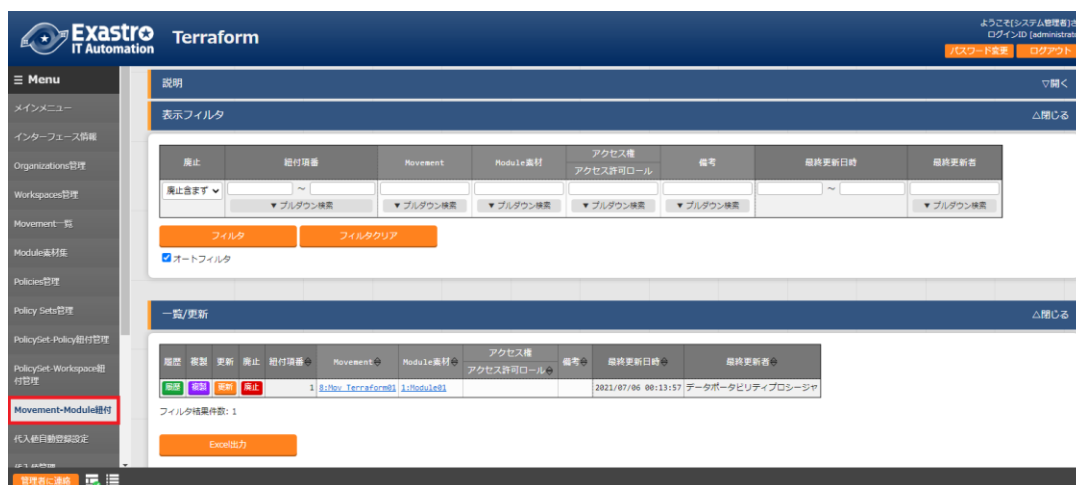 Exastro
IT Automation
Terraform
ようこそ[システム管理者]さ
ログインID [administrat
パスワード変更
ログアウト
Menu
メインメニュー
インターフェース情報
Organizations管理
Workspaces管理
Movement一覧
Module素材集
Policies管理
Policy Sets管理
PolicySet-Policy紐付管理
PolicySet-Workspace紐
付管理
Movement-Module紐付
代入値自動登録設定
代入値管理
管理者に連絡
説明
▽開く
表示フィルタ
△閉じる
廃止 紐付項番 Movement Module素材 アクセス権 備考 最終更新日時 最終更新者
アクセス許可ロール
廃止含まず ～ ～
▼ プルダウン検索 ▼ プルダウン検索 ▼ プルダウン検索 ▼ プルダウン検索 ▼ プルダウン検索 ▼ プルダウン検索
フィルタ フィルタクリア
オートフィルタ
一覧/更新
△閉じる
履歴 複製 更新 廃止 紐付項番 Movement Module素材 アクセス権 備考 最終更新日時 最終更新者
アクセス許可ロール
履歴 複製 更新 廃止 1 8:Mov Terraform01 1:Module01 2021/07/06 00:13:57 データポータビリティプロシージャ
フィルタ結果件数: 1
Excel出力